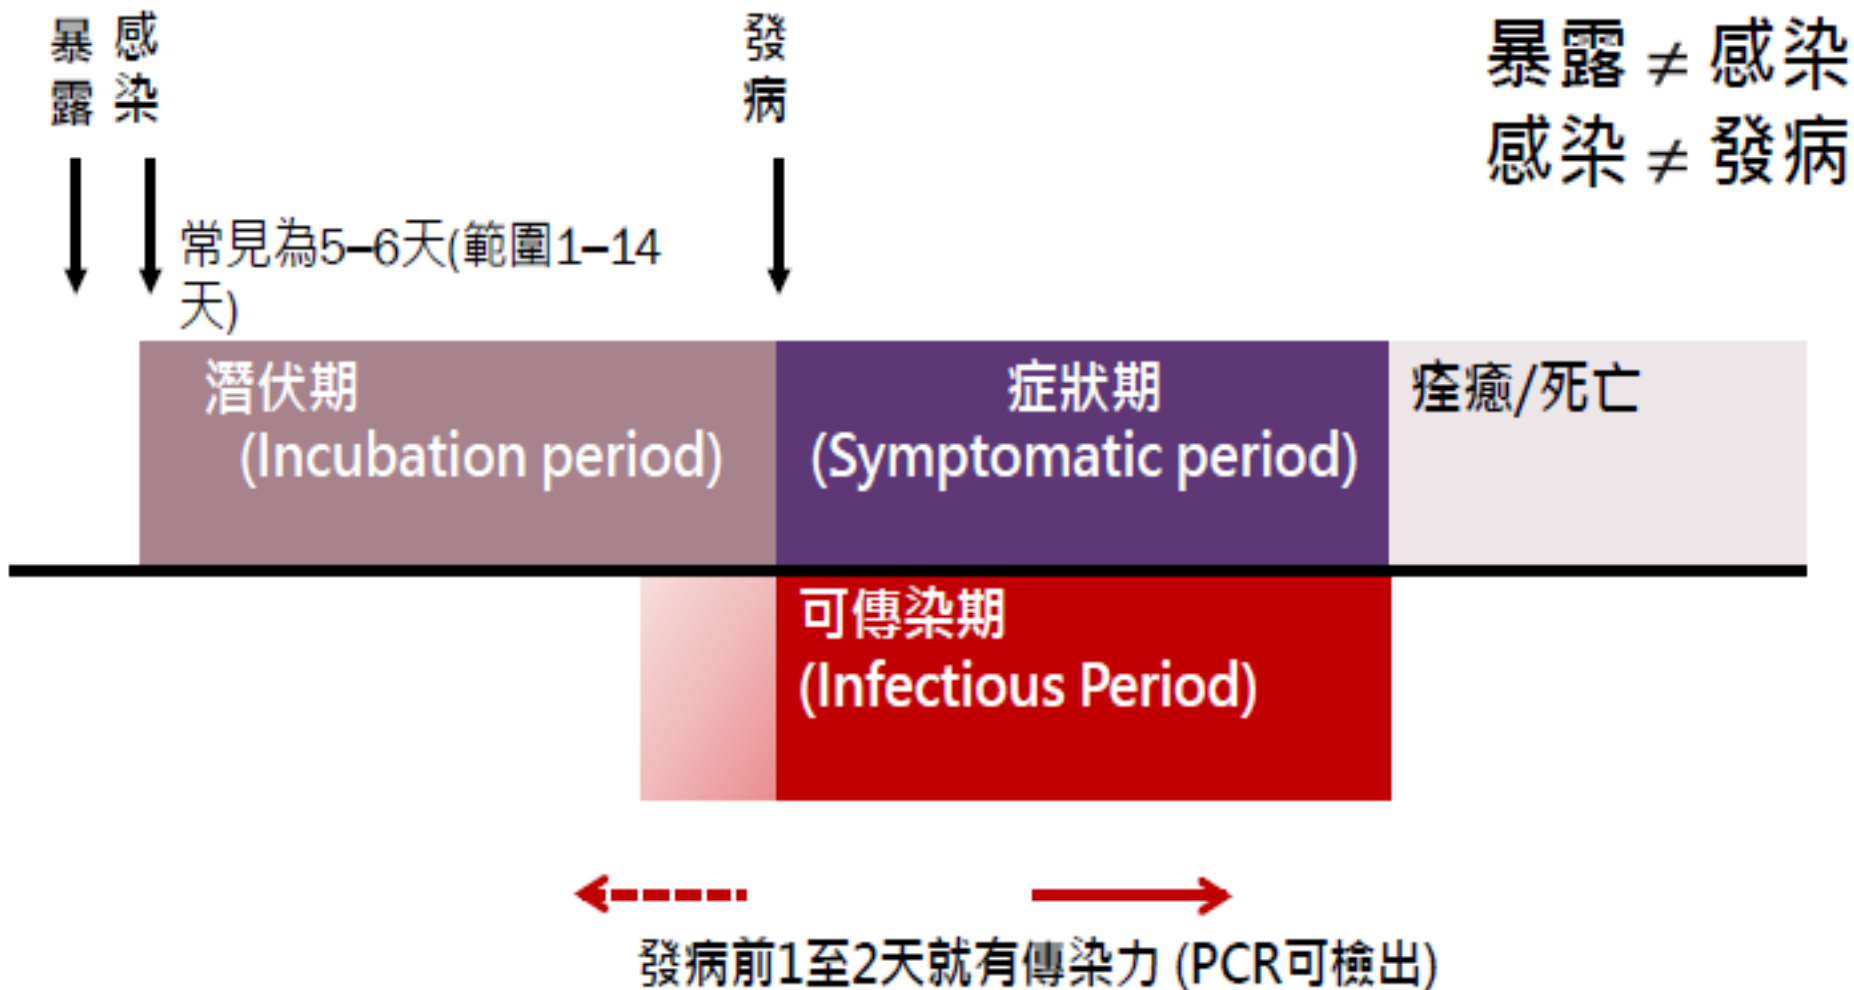 暴露
感染
發病
暴露 ≠ 感染
感染 ≠ 發病
常見為5–6天(範圍1–14
天)
潛伏期
(Incubation period)
症狀期
(Symptomatic period)
痊癒/死亡
可傳染期
(Infectious Period)
發病前1至2天就有傳染力 (PCR可檢出)